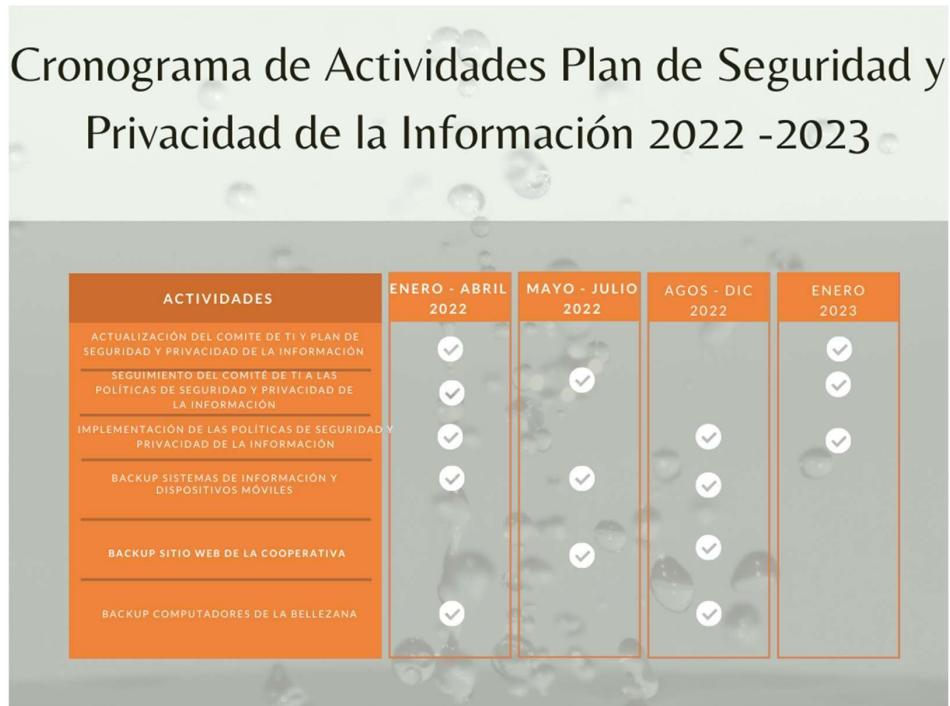 Cronograma de Actividades Plan de Seguridad y
Privacidad de la Información 2022 -2023
ACTIVIDADES
ENERO - ABRIL
2022
MAYO - JULIO
2022
AGOS - DIC
2022
ENERO
2023
ACTUALIZACIÓN DEL COMITE DE TI Y PLAN DE
SEGURIDAD Y PRIVACIDAD DE LA INFORMACIÓN
SEGUIMIENTO DEL COMITÉ DE TI A LAS
POLÍTICAS DE SEGURIDAD Y PRIVACIDAD DE
LA INFORMACIÓN
IMPLEMENTACIÓN DE LAS POLÍTICAS DE SEGURIDAD Y
PRIVACIDAD DE LA INFORMACIÓN
BACKUP SISTEMAS DE INFORMACIÓN Y
DISPOSITIVOS MÓVILES
BACKUP SITIO WEB DE LA COOPERATIVA
BACKUP COMPUTADORES DE LA BELLEZANA